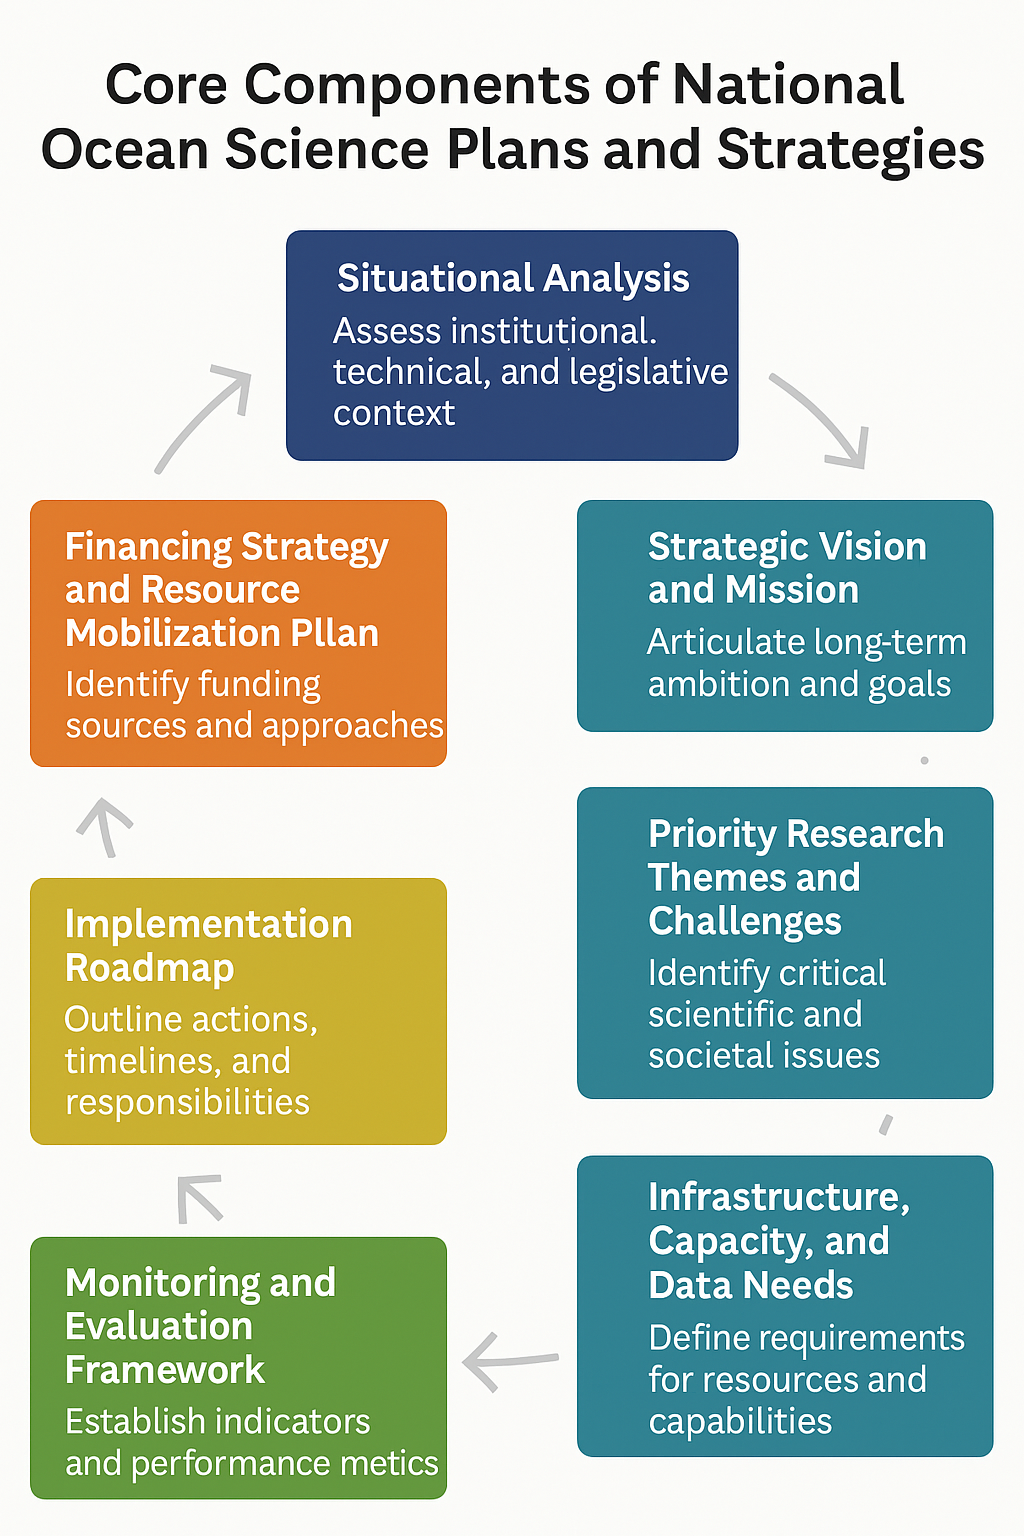 Core Components of National
Ocean Science Plans and Strategies
Situational Analysis
Assess institutional.
technical, and legislative
context
Strategic Vision
and Mission
Articulate long-term
ambition and goals
Priority Research
Themes and
Challenges
Identify critical
scientific and
societal issues
Infrastructure,
Capacity, and
Data Needs
Define requirements
for resources and
capabilities
Monitoring and
Evaluation
Framework
Establish indicators
and performance metics
Implementation
Roadmap
Outline actions,
timelines, and
responsibilities
Financing Strategy
and Resource
Mobilization Pllan
Identify funding
sources and approaches